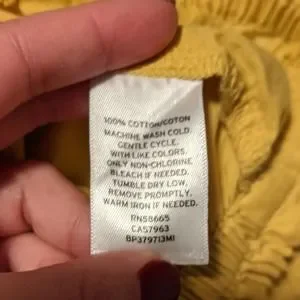 100% COTTON/COTON
MACHINE WASH COLD,
GENTLE CYCLE,
WITH LIKE COLORS,
ONLY NON-CHLORINE
BLEACH IF NEEDED.
TUMBLE DRY LOW,
REMOVE PROMPTLY,
WARM IRON IF NEEDED.
RN58665
CA57963
BP379713MI